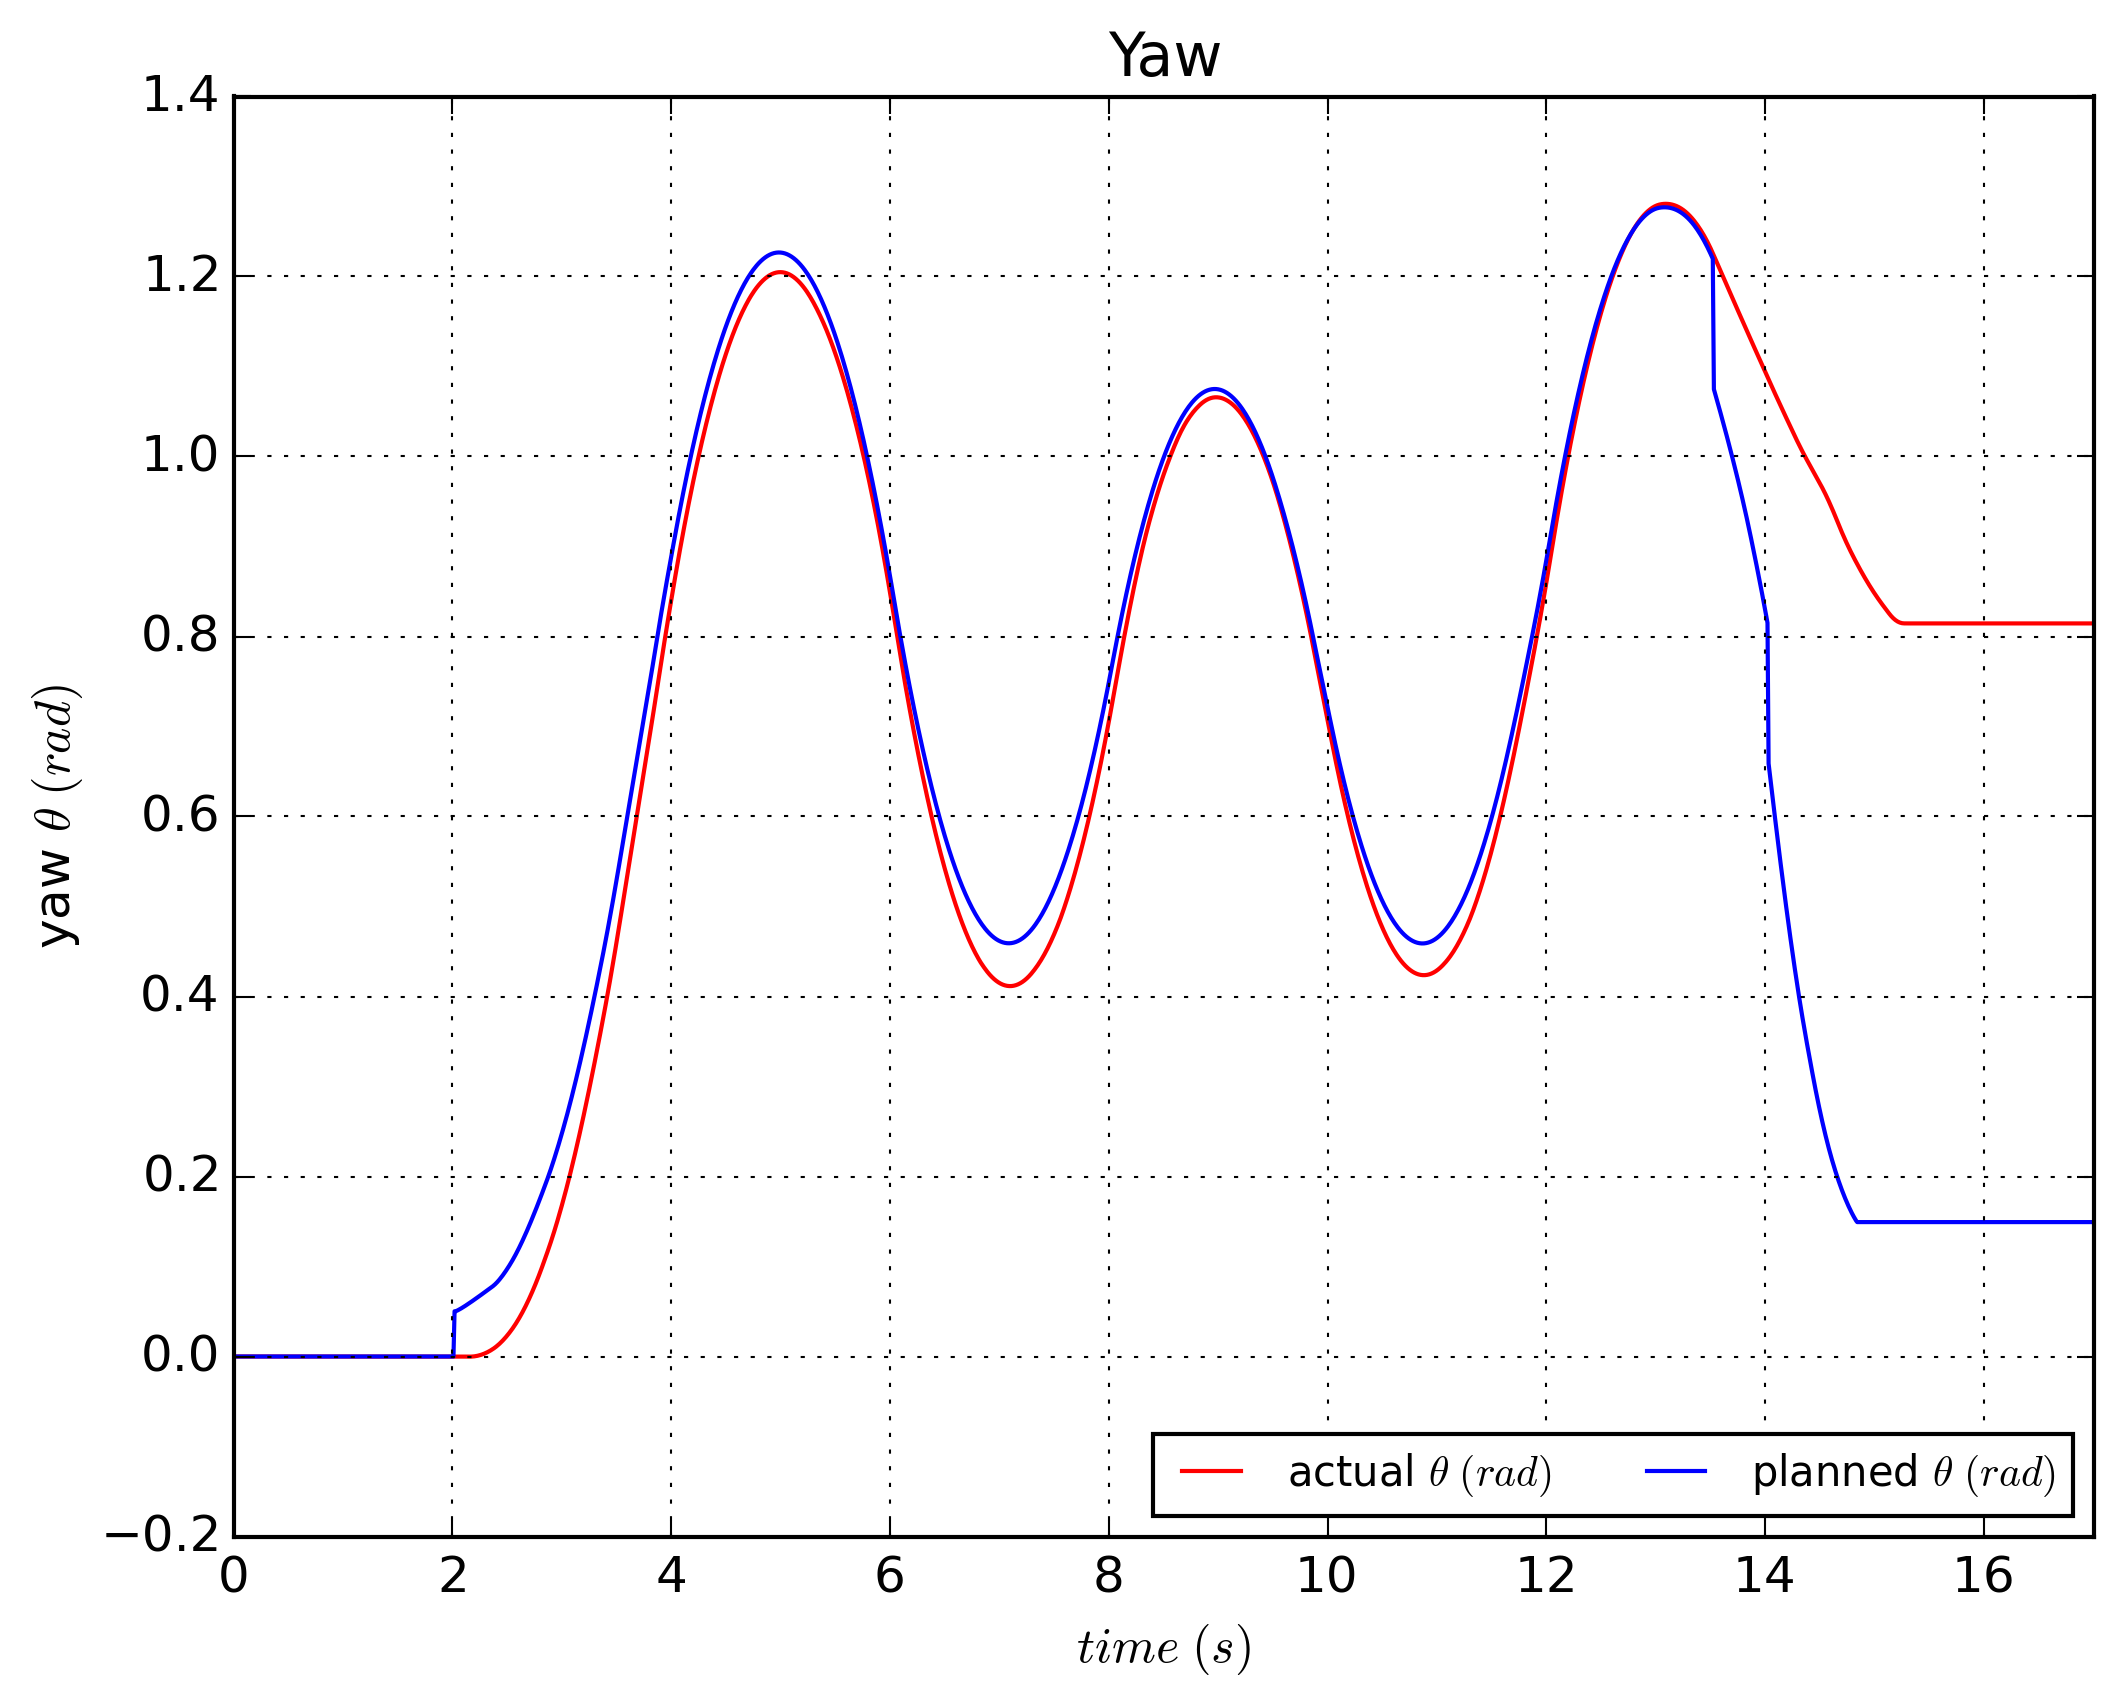 Yaw
1.4
1.2
1.0
0.8
0.6
0.4
0.2
0.0
−0.2
yaw θ (rad)
0 2 4 6 8 10 12 14 16
time (s)
actual θ (rad) planned θ (rad)